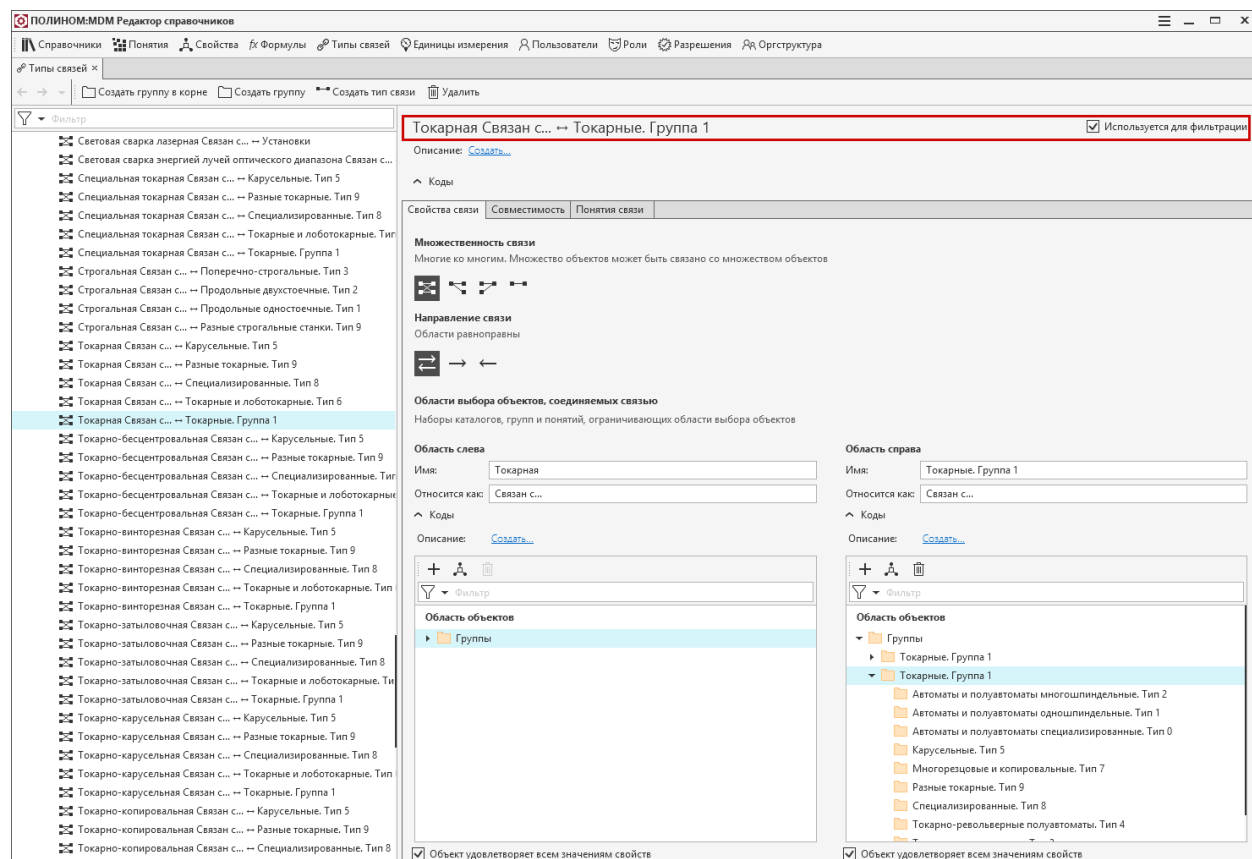 ПОЛИНОМ:MDM Редактор справочников
Справочники Понятия Свойства fx Формулы Типы связей Единицы измерения Пользователи Роли Разрешения Оргструктура
Типы связей ×
Создать группу в корне Создать группу Создать тип связи Удалить
Фильтр
Световая сварка лазерная Связан с... ↔ Установки
Световая сварка энергией лучей оптического диапазона Связан с...
Специальная токарная Связан с... ↔ Карусельные. Тип 5
Специальная токарная Связан с... ↔ Разные токарные. Тип 9
Специальная токарная Связан с... ↔ Специализированные. Тип 8
Специальная токарная Связан с... ↔ Токарные и лоботокарные. Тип
Специальная токарная Связан с... ↔ Токарные. Группа 1
Строгальная Связан с... ↔ Поперечно-строгальные. Тип 3
Строгальная Связан с... ↔ Продольные двухстоечные. Тип 2
Строгальная Связан с... ↔ Продольные одностоечные. Тип 1
Строгальная Связан с... ↔ Разные строгальные станки. Тип 9
Токарная Связан с... ↔ Карусельные. Тип 5
Токарная Связан с... ↔ Разные токарные. Тип 9
Токарная Связан с... ↔ Специализированные. Тип 8
Токарная Связан с... ↔ Токарные и лоботокарные. Тип 6
Токарная Связан с... ↔ Токарные. Группа 1
Токарно-бесцентровальная Связан с... ↔ Карусельные. Тип 5
Токарно-бесцентровальная Связан с... ↔ Разные токарные. Тип 9
Токарно-бесцентровальная Связан с... ↔ Специализированные. Тип
Токарно-бесцентровальная Связан с... ↔ Токарные и лоботокарные
Токарно-бесцентровальная Связан с... ↔ Токарные. Группа 1
Токарно-винторезная Связан с... ↔ Карусельные. Тип 5
Токарно-винторезная Связан с... ↔ Разные токарные. Тип 9
Токарно-винторезная Связан с... ↔ Специализированные. Тип 8
Токарно-винторезная Связан с... ↔ Токарные и лоботокарные. Тип
Токарно-винторезная Связан с... ↔ Токарные. Группа 1
Токарно-затыловочная Связан с... ↔ Карусельные. Тип 5
Токарно-затыловочная Связан с... ↔ Разные токарные. Тип 9
Токарно-затыловочная Связан с... ↔ Специализированные. Тип 8
Токарно-затыловочная Связан с... ↔ Токарные и лоботокарные. Ти
Токарно-затыловочная Связан с... ↔ Токарные. Группа 1
Токарно-карусельная Связан с... ↔ Карусельные. Тип 5
Токарно-карусельная Связан с... ↔ Разные токарные. Тип 9
Токарно-карусельная Связан с... ↔ Специализированные. Тип 8
Токарно-карусельная Связан с... ↔ Токарные и лоботокарные. Тип
Токарно-карусельная Связан с... ↔ Токарные. Группа 1
Токарно-копировальная Связан с... ↔ Карусельные. Тип 5
Токарно-копировальная Связан с... ↔ Разные токарные. Тип 9
Токарно-копировальная Связан с... ↔ Специализированные. Тип 8
Токарная Связан с... ↔ Токарные. Группа 1
Используется для фильтрации
Описание: Создать...
Коды
Свойства связи Совместимость Понятия связи
Множественность связи
Многие ко многим. Множество объектов может быть связано со множеством объектов
Направление связи
Области равноправны
Области выбора объектов, соединяемых связью
Наборы каталогов, групп и понятий, ограничивающих области выбора объектов
Область слева
Имя: Токарная
Относится как: Связан с...
Коды
Описание: Создать...
Фильтр
Область объектов
Группы
Объект удовлетворяет всем значениям свойств
Область справа
Имя: Токарные. Группа 1
Относится как: Связан с...
Коды
Описание: Создать...
Фильтр
Область объектов
Группы
Токарные. Группа 1
Токарные. Группа 1
Автоматы и полуавтоматы многошпиндельные. Тип 2
Автоматы и полуавтоматы одношпиндельные. Тип 1
Автоматы и полуавтоматы специализированные. Тип 0
Карусельные. Тип 5
Многорезцовые и копировальные. Тип 7
Разные токарные. Тип 9
Специализированные. Тип 8
Токарно-револьверные полуавтоматы. Тип 4
Объект удовлетворяет всем значениям свойств